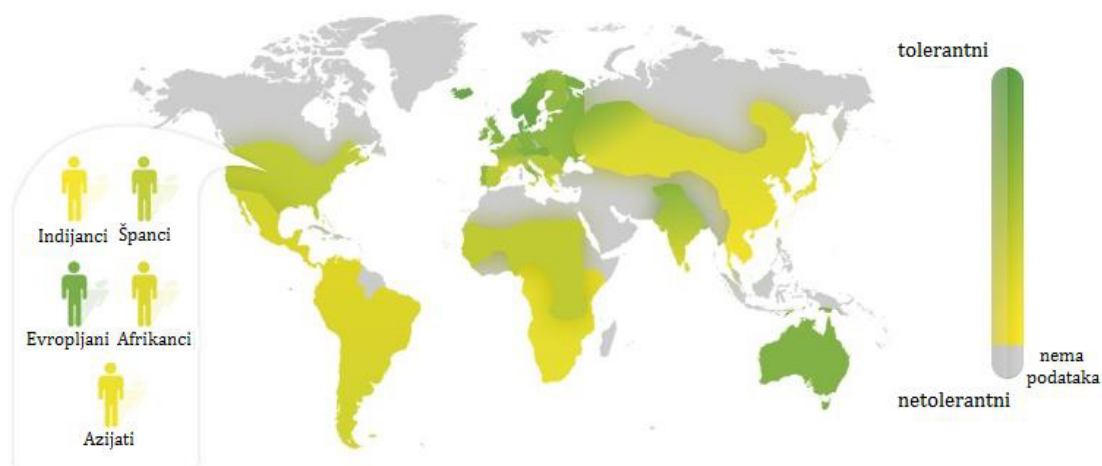 tolerantni
Indijanci Španci
Evropljani Afrikanci
Azijati
nema
podataka
netolerantni